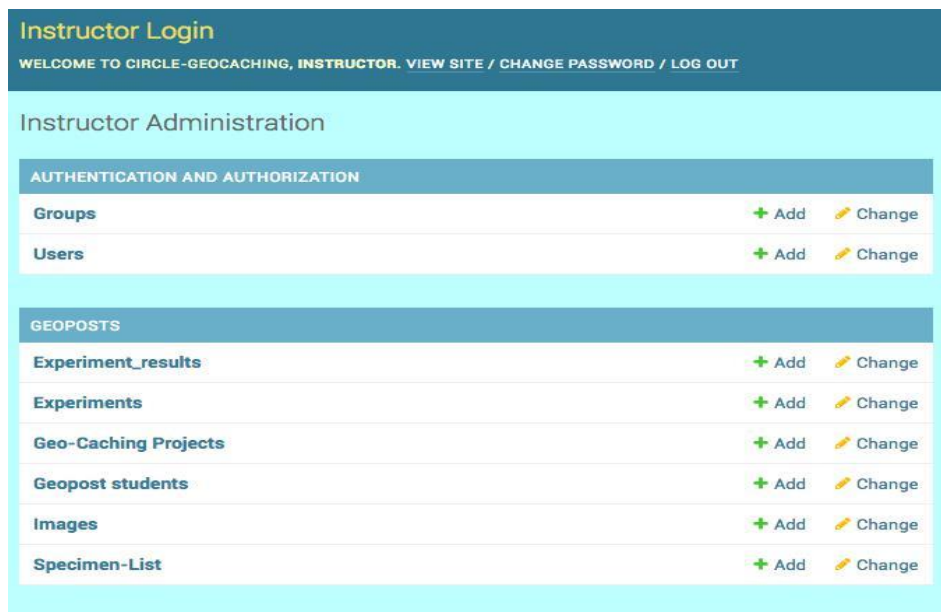 Instructor Login
WELCOME TO CIRCLE-GEOCACHING, INSTRUCTOR. VIEW SITE / CHANGE PASSWORD / LOG OUT
Instructor Administration
AUTHENTICATION AND AUTHORIZATION
Groups Add Change
Users Add Change
GEOPOSTS
Experiment_results Add Change
Experiments Add Change
Geo-Caching Projects Add Change
Geopost students Add Change
Images Add Change
Specimen-List Add Change